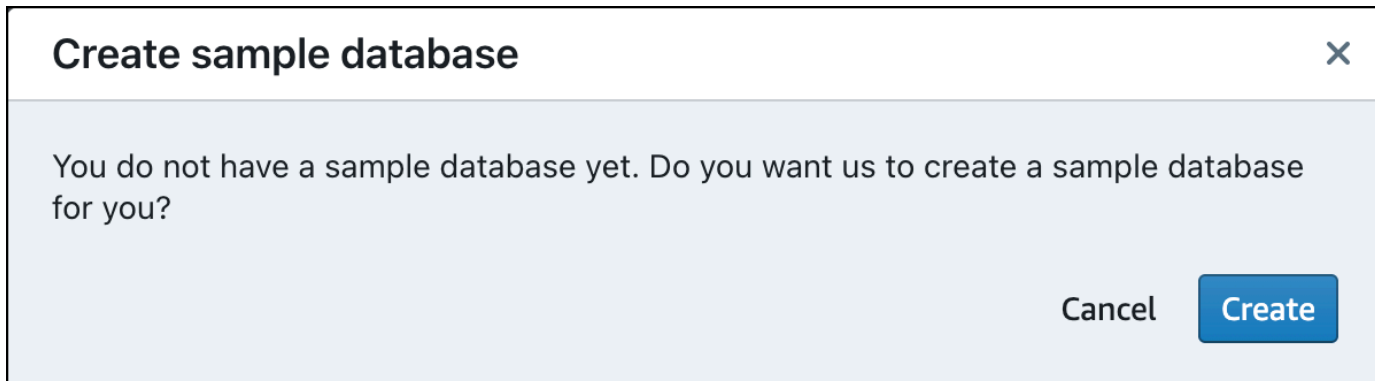 Create sample database
You do not have a sample database yet. Do you want us to create a sample database
for you?
Cancel
Create